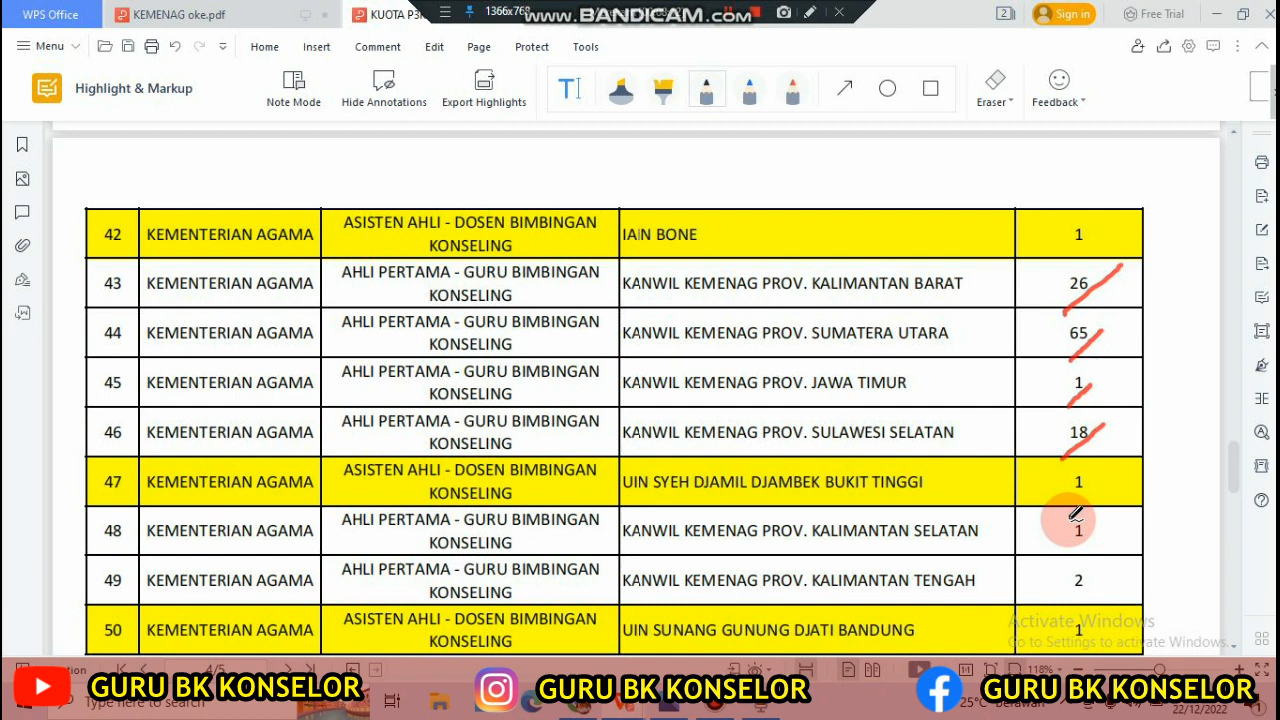 WPS Office
KEMENAG oke.pdf
KUOTA P3
1366x768
www.BANDICAM.com
2
Sign in
Free Trial
Menu
Home
Insert
Comment
Edit
Page
Protect
Tools
Highlight & Markup
Note Mode
Hide Annotations
Export Highlights
Eraser
Feedback
42 KEMENTERIAN AGAMA ASISTEN AHLI - DOSEN BIMBINGAN KONSELING IAIN BONE 1
43 KEMENTERIAN AGAMA AHLI PERTAMA - GURU BIMBINGAN KONSELING KANWIL KEMENAG PROV. KALIMANTAN BARAT 26
44 KEMENTERIAN AGAMA AHLI PERTAMA - GURU BIMBINGAN KONSELING KANWIL KEMENAG PROV. SUMATERA UTARA 65
45 KEMENTERIAN AGAMA AHLI PERTAMA - GURU BIMBINGAN KONSELING KANWIL KEMENAG PROV. JAWA TIMUR 1
46 KEMENTERIAN AGAMA AHLI PERTAMA - GURU BIMBINGAN KONSELING KANWIL KEMENAG PROV. SULAWESI SELATAN 18
47 KEMENTERIAN AGAMA ASISTEN AHLI - DOSEN BIMBINGAN KONSELING UIN SYEH DJAMIL DJAMBEK BUKIT TINGGI 1
48 KEMENTERIAN AGAMA AHLI PERTAMA - GURU BIMBINGAN KONSELING KANWIL KEMENAG PROV. KALIMANTAN SELATAN 1
49 KEMENTERIAN AGAMA AHLI PERTAMA - GURU BIMBINGAN KONSELING KANWIL KEMENAG PROV. KALIMANTAN TENGAH 2
50 KEMENTERIAN AGAMA ASISTEN AHLI - DOSEN BIMBINGAN KONSELING UIN SUNANG GUNUNG DJATI BANDUNG 1
Activate Windows
Go to Settings to activate Windows.
4/5
118%
GURU BK KONSELOR
GURU BK KONSELOR
GURU BK KONSELOR
Type here to search
25°C Berawan
22/12/2022